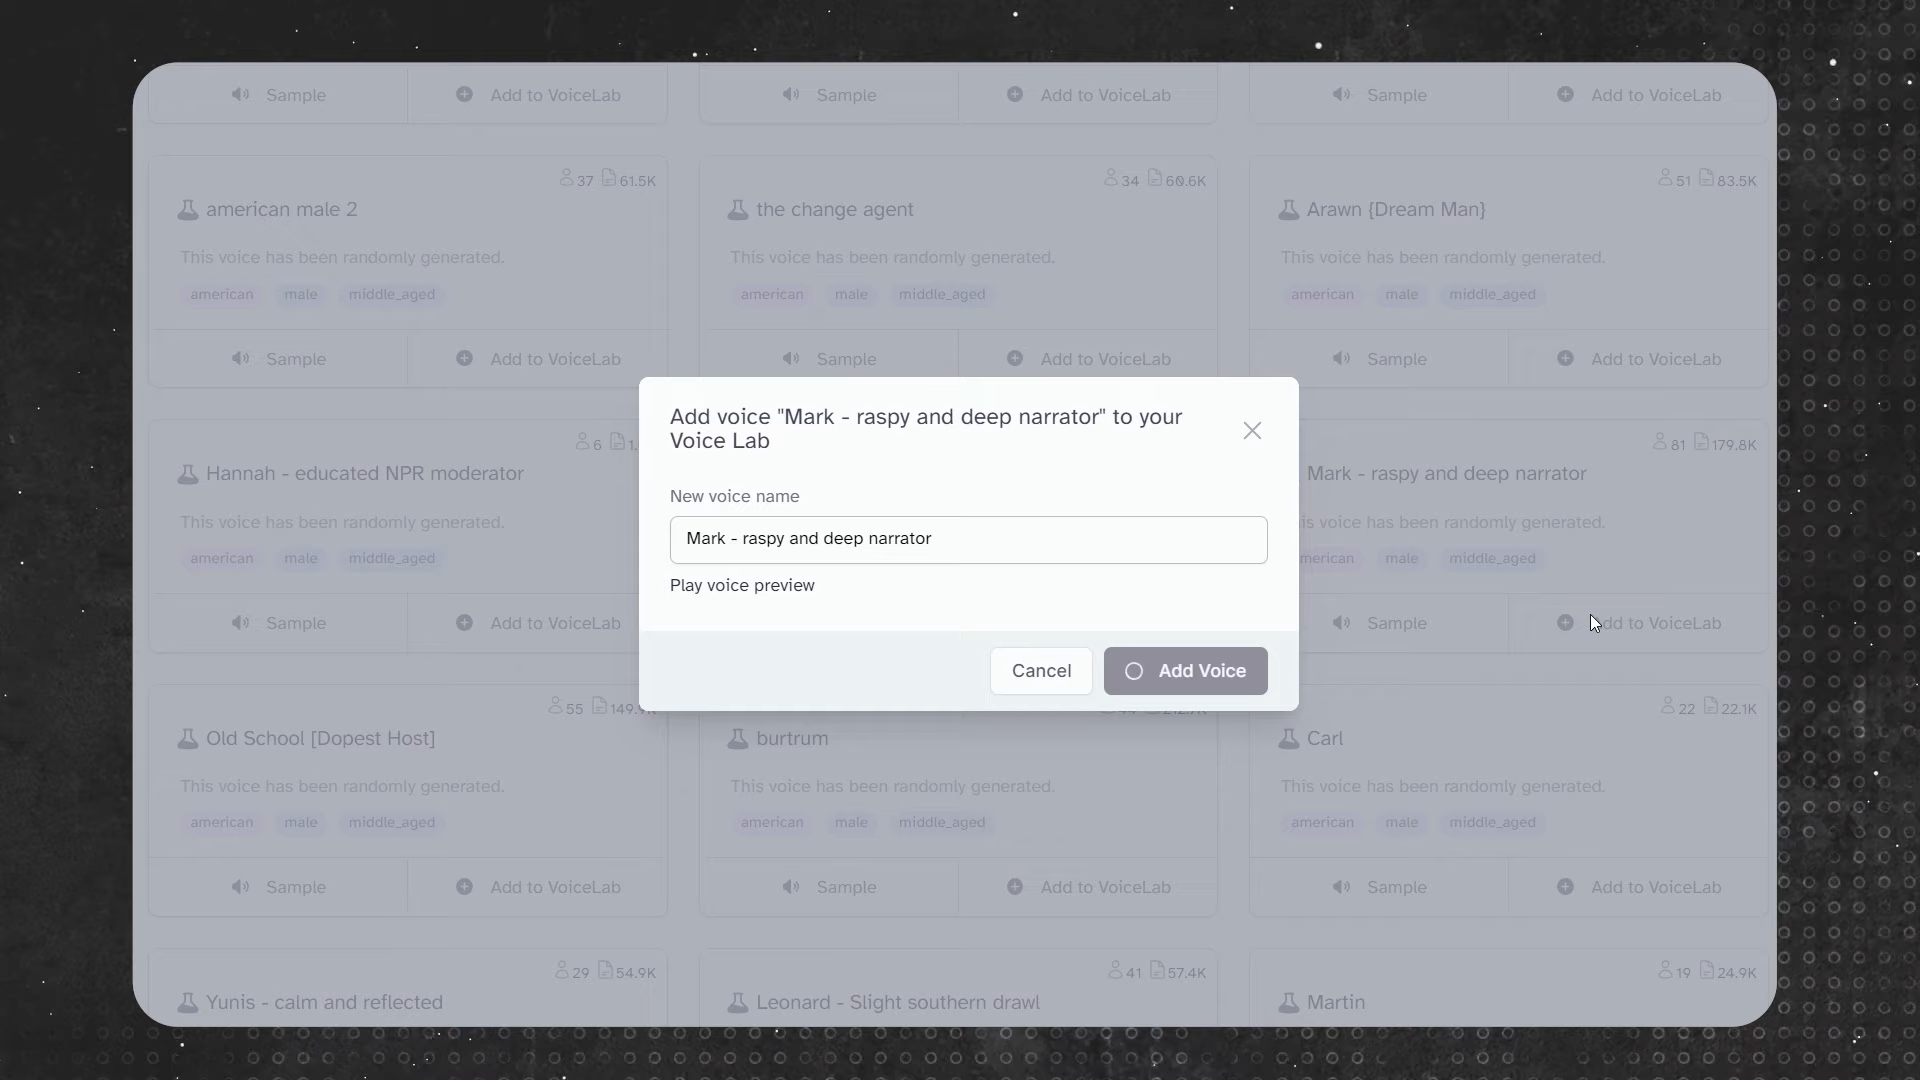 Sample Add to VoiceLab Sample Add to VoiceLab Sample Add to VoiceLab
37 61.5K 34 60.6K 51 83.5K
american male 2 the change agent Arawn {Dream Man}
This voice has been randomly generated. This voice has been randomly generated. This voice has been randomly generated.
american male middle_aged american male middle_aged american male middle_aged
Sample Add to VoiceLab Sample Add to VoiceLab Sample Add to VoiceLab
Add voice "Mark - raspy and deep narrator" to your
Voice Lab
New voice name
Mark - raspy and deep narrator
Play voice preview
Cancel Add Voice
6 81 179.8K
Hannah - educated NPR moderator Mark - raspy and deep narrator
This voice has been randomly generated. voice has been randomly generated.
american male middle_aged male middle_aged
Sample Add to VoiceLab Sample Add to VoiceLab
55 22 22.1K
Old School [Dopest Host] burtrum Carl
This voice has been randomly generated. This voice has been randomly generated. This voice has been randomly generated.
american male middle_aged american male middle_aged american male middle_aged
Sample Add to VoiceLab Sample Add to VoiceLab Sample Add to VoiceLab
29 54.9K 41 57.4K 19 24.9K
Yunis - calm and reflected Leonard - Slight southern drawl Martin